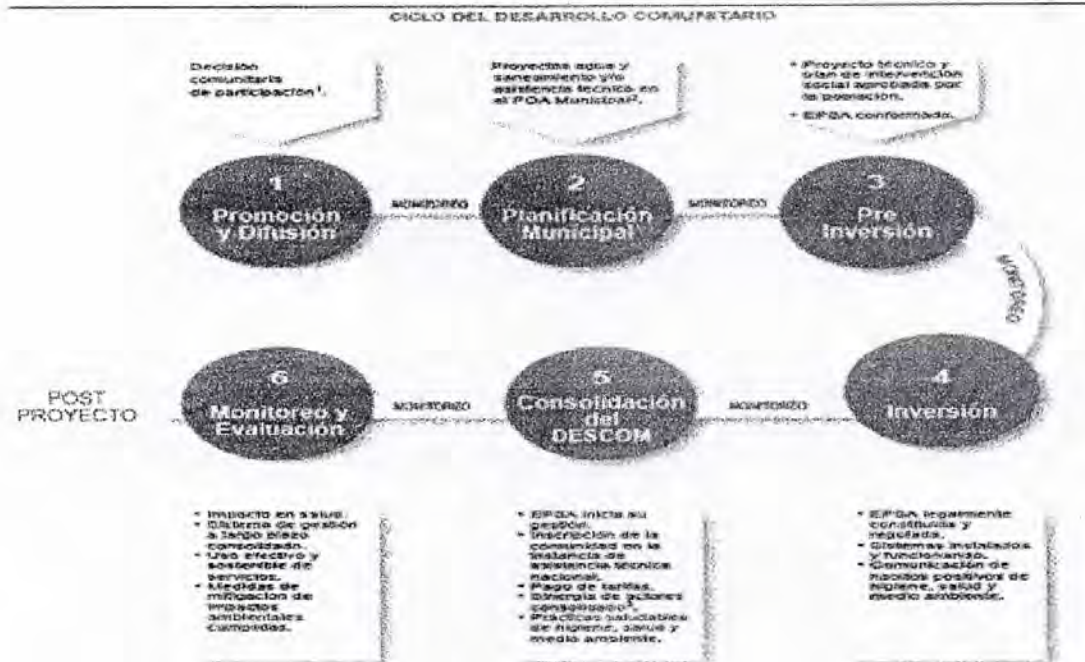 CICLO DEL DESARROLLO COMUNITARIO
Decisión
comunitaria
de participación¹.
Proyectos agua y
saneamiento y/o
asistencia técnica en
el POA Municipal².
• Proyecto técnico y
plan de intervención
social aprobado por
la población.
• EPSA conformada.
1
Promoción
y Difusión
MONITOREO
2
Planificación
Municipal
MONITOREO
3
Pre
Inversión
MONITOREO
POST
PROYECTO
6
Monitoreo y
Evaluación
MONITOREO
5
Consolidación
del
DESCOM
MONITOREO
4
Inversión
• Impacto en salud.
• Sistema de gestión
a largo plazo
consolidado.
• Uso efectivo y
sostenible de
servicios.
• Medidas de
mitigación de
impactos
ambientales
cumplidas.
• EPSA inicia su
gestión.
• Inscripción de la
comunidad en la
instancia de
asistencia técnica
nacional.
• Pago de tarifas.
• Sinergia de actores
consolidado³.
• Prácticas saludables
de higiene, salud y
medio ambiente.
• EPSA legalmente
constituida y
regulada.
• Sistemas instalados
y funcionando.
• Comunicación de
hábitos positivos de
higiene, salud y
medio ambiente.